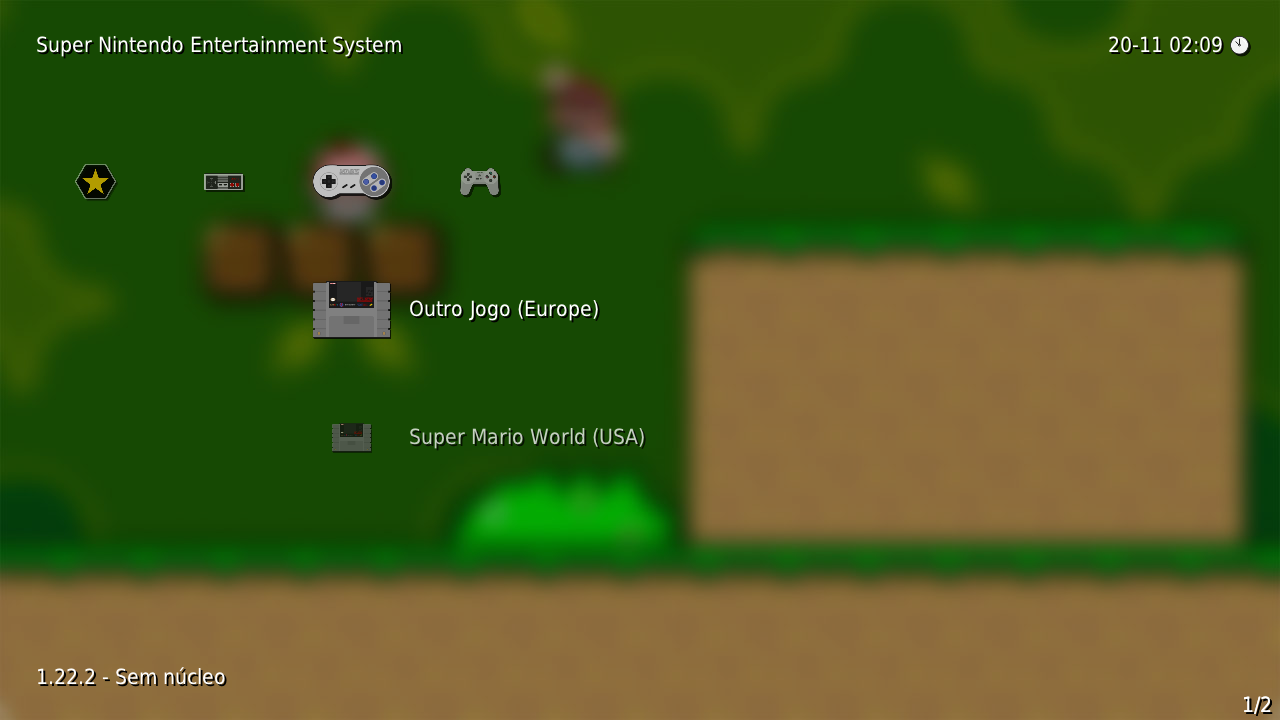 Super Nintendo Entertainment System
20-11 02:09
Outro Jogo (Europe)
Super Mario World (USA)
1.22.2 - Sem núcleo
1/2